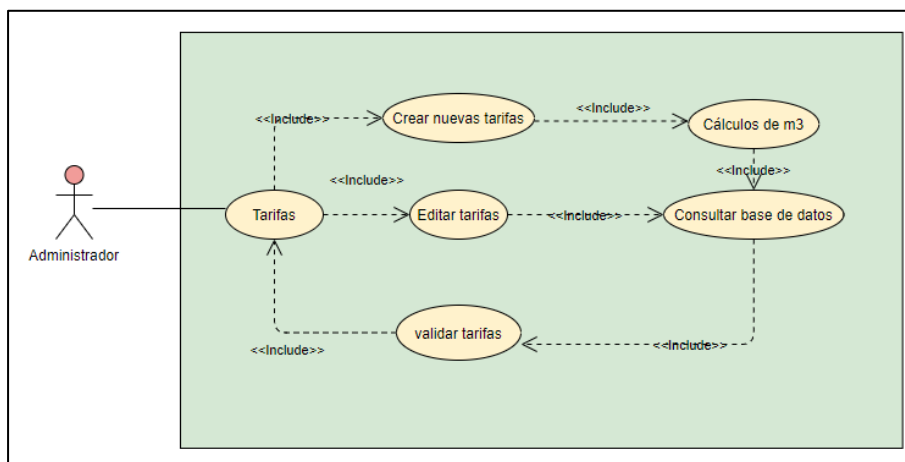 <<Include>>
Crear nuevas tarifas
<<Include>>
Cálculos de m3
<<Include>>
<<Include>>
Tarifas
Editar tarifas
<<Include>>
Consultar base de datos
Administrador
validar tarifas
<<Include>>
<<Include>>